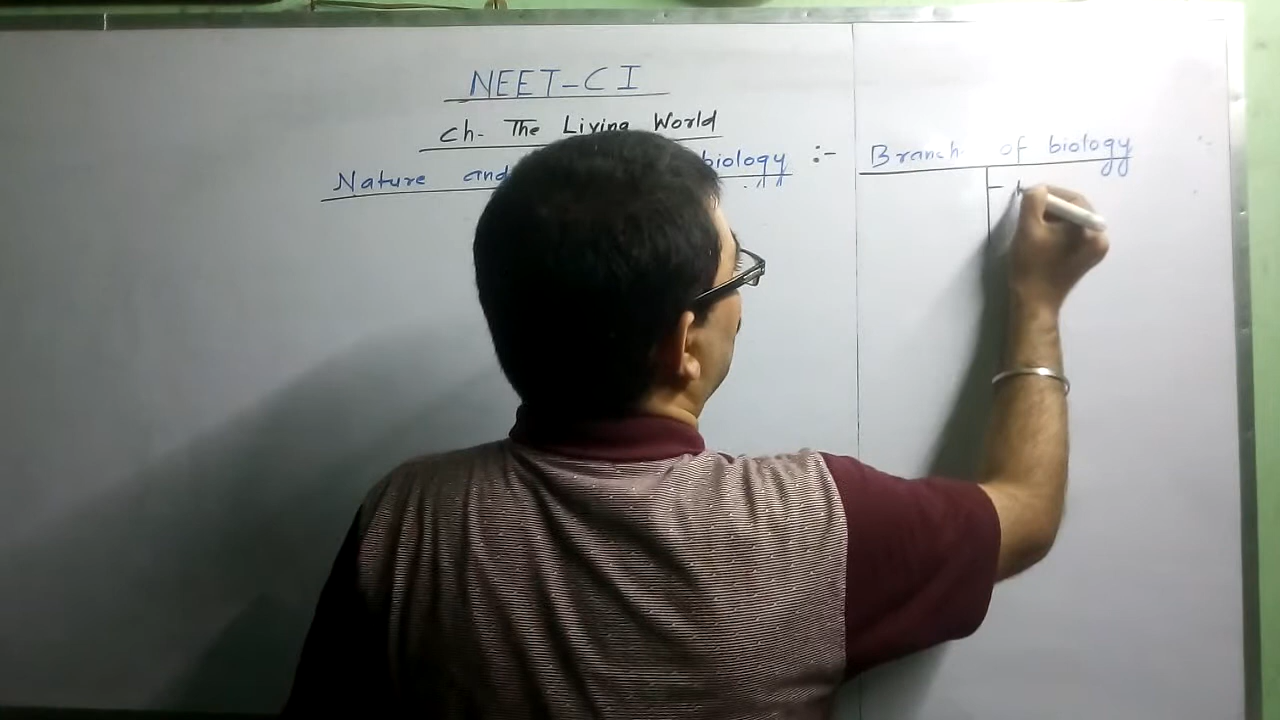 NEET-CI
Ch- The Living World
Nature and biology :-
Branch of biology